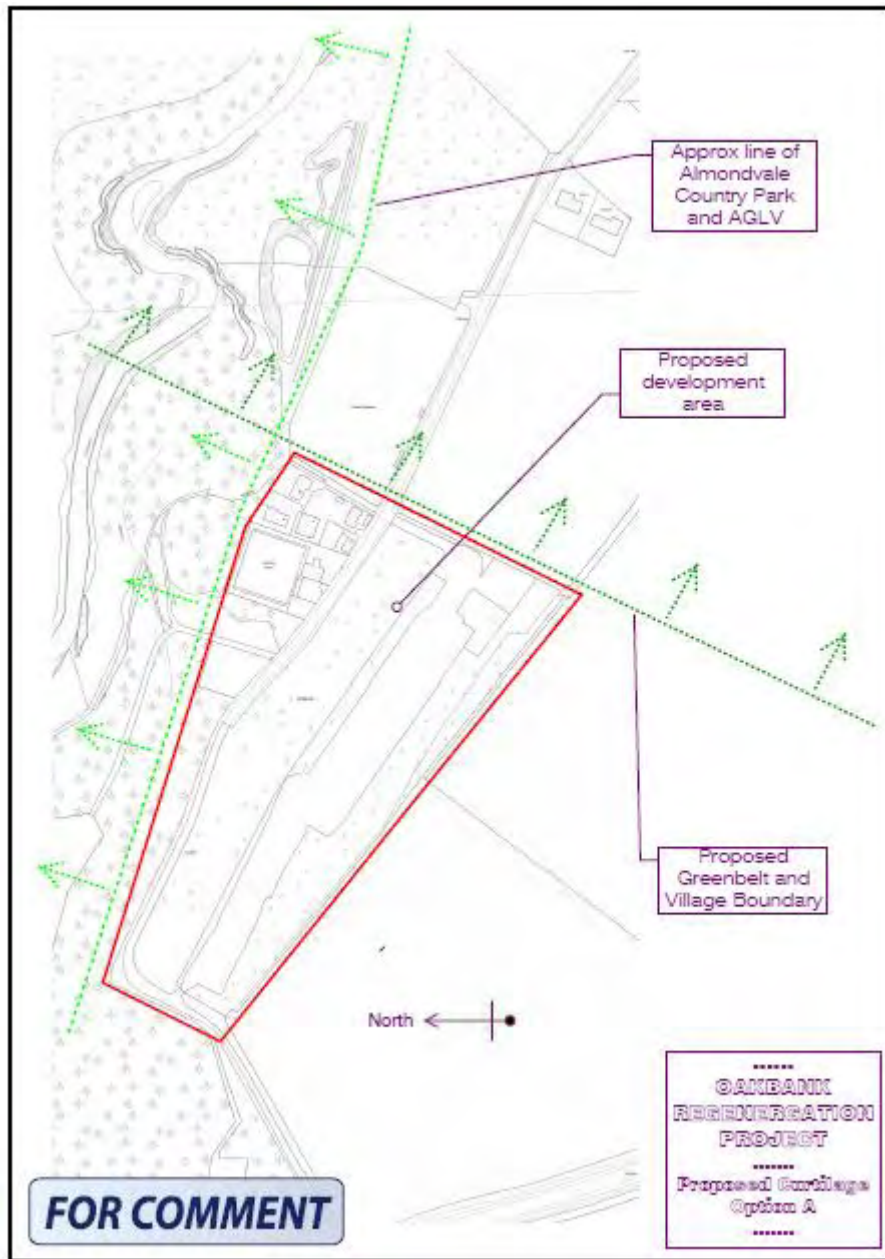 Approx line of
Almondvale
Country Park
and AGLV
Proposed
development
area
Proposed
Greenbelt and
Village Boundary
North
OAKBANK
REGENERGATION
PROJECT
Proposed Curtilage
Option A
FOR COMMENT